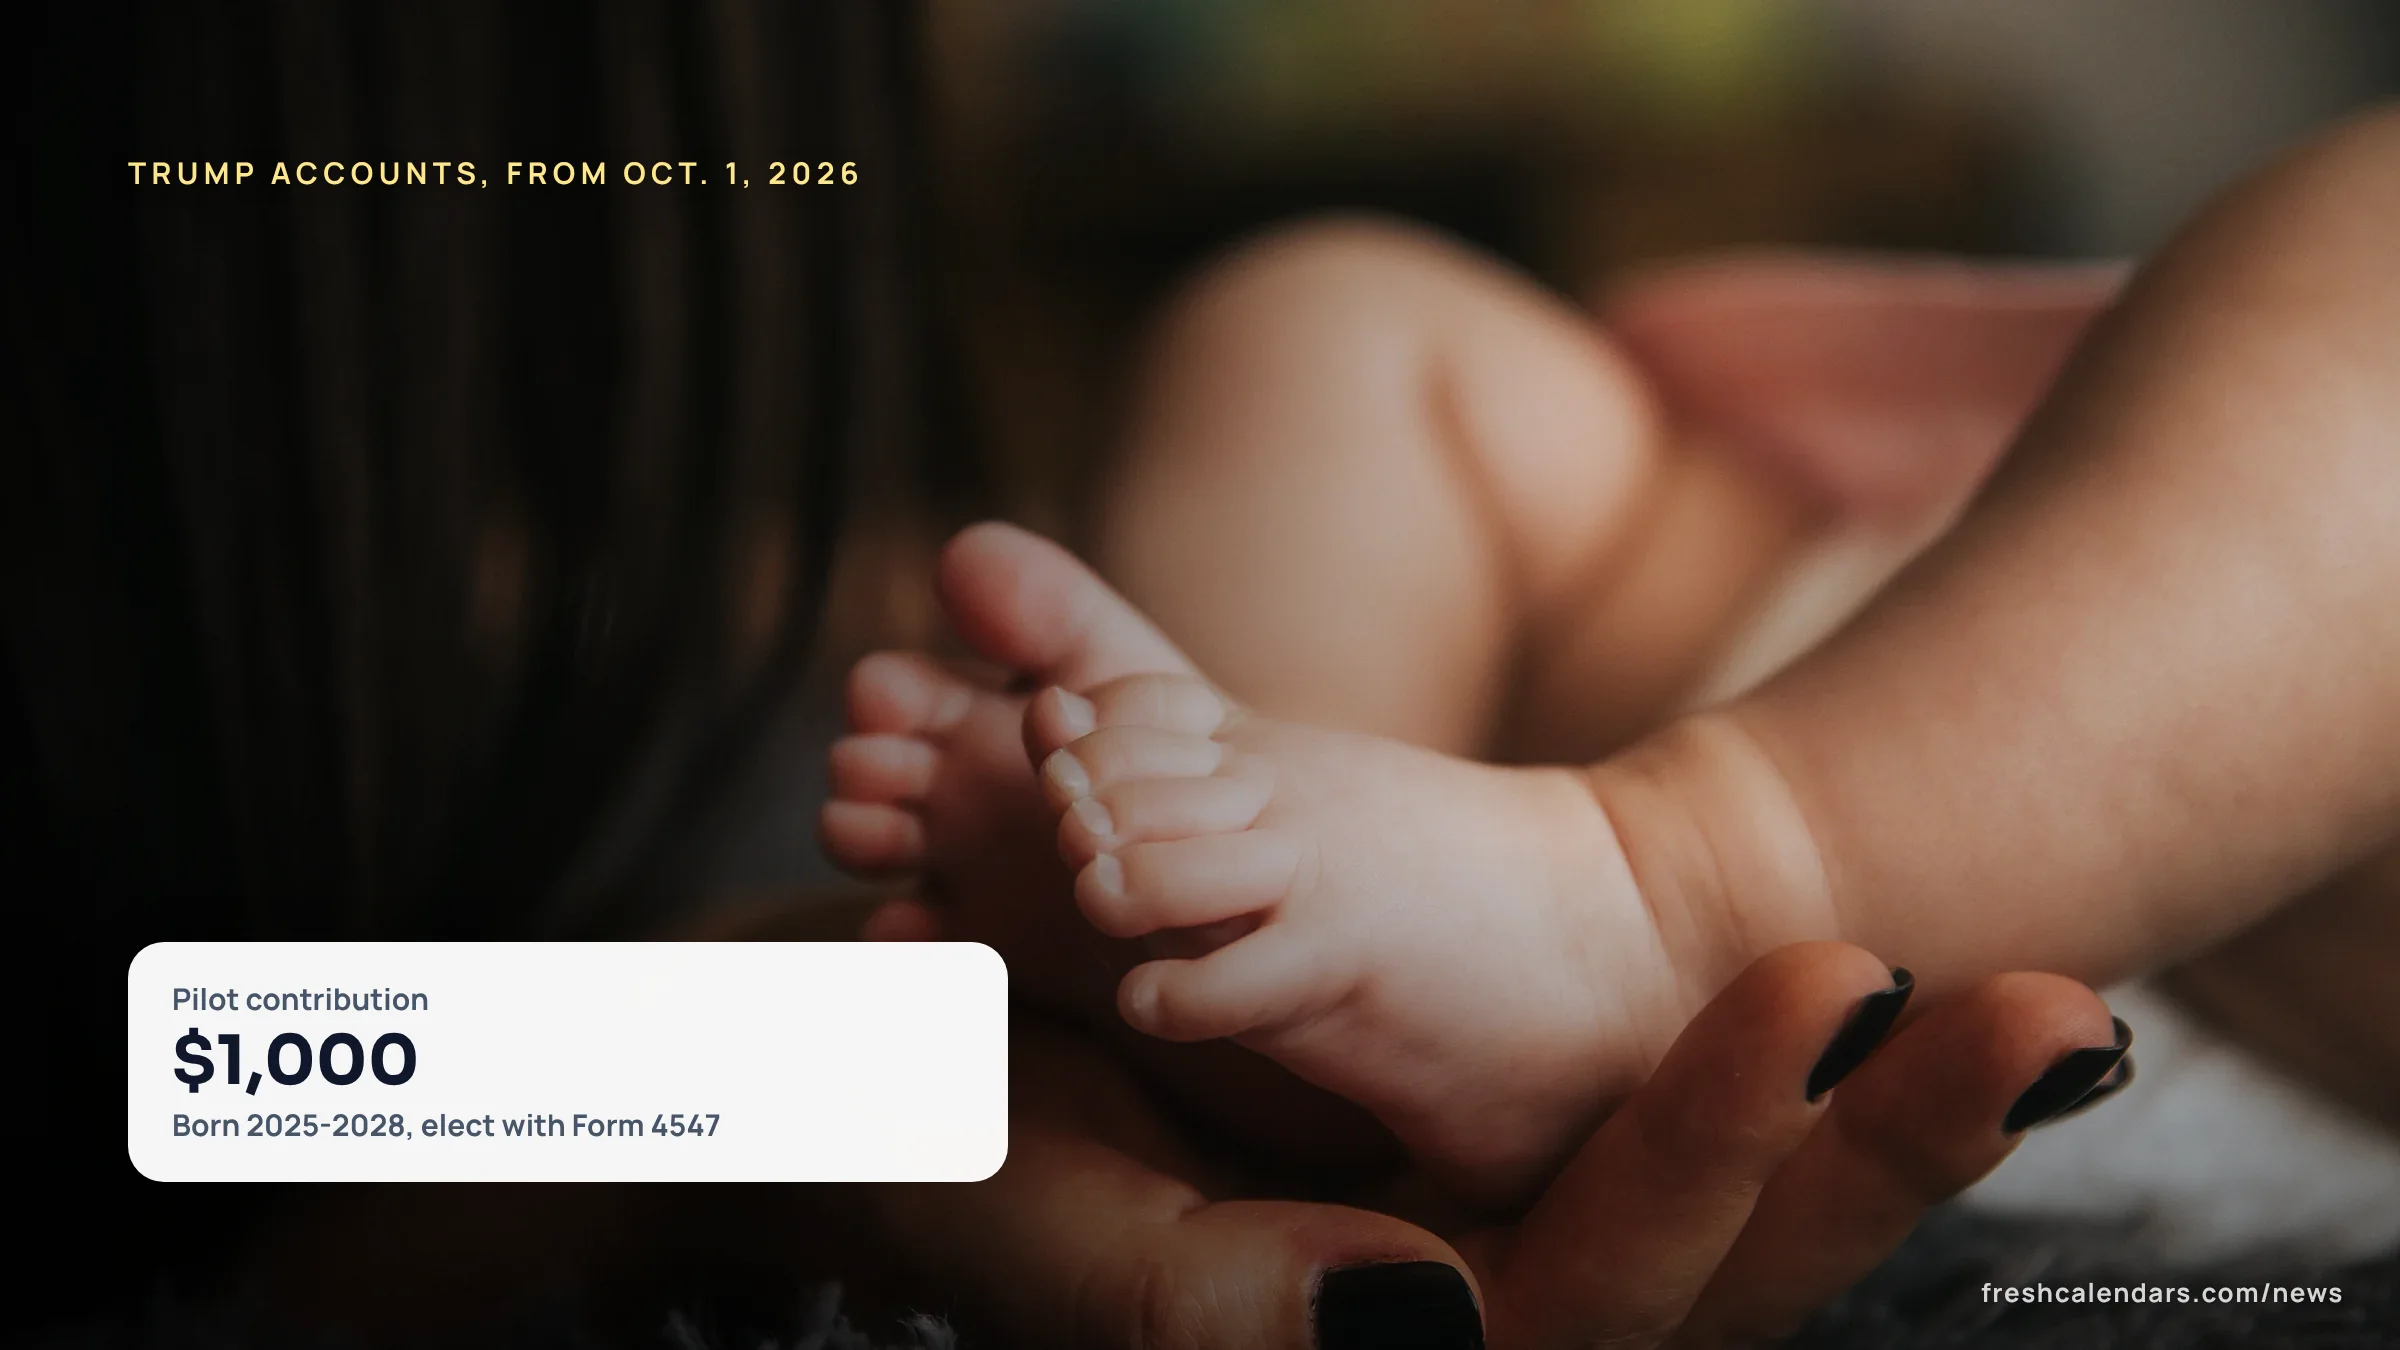 TRUMP ACCOUNTS, FROM OCT. 1, 2026
Pilot contribution
$1,000
Born 2025-2028, elect with Form 4547
freshcalendars.com/news